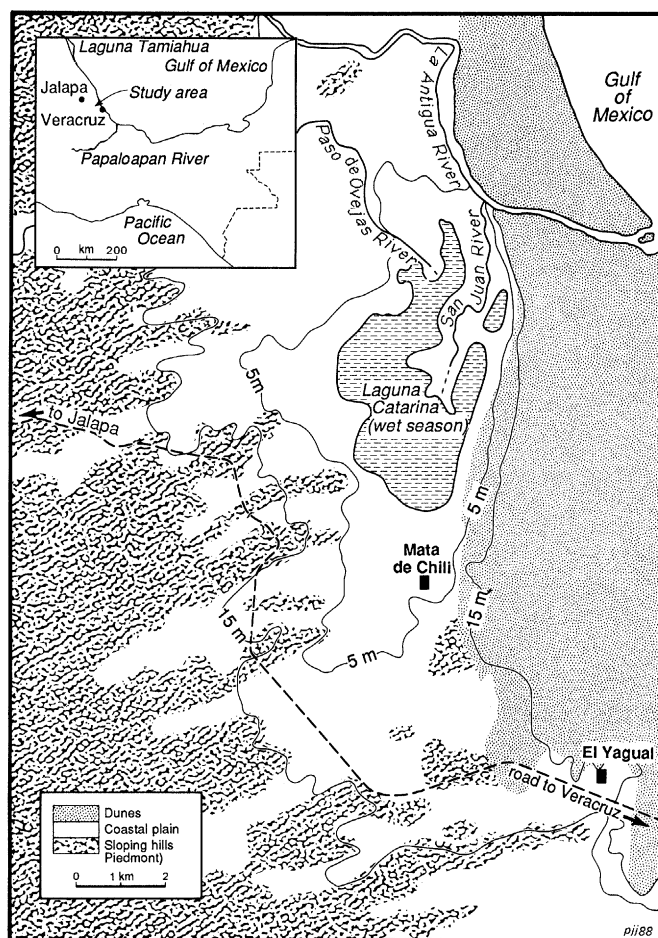 Laguna Tamiahua
Gulf of Mexico
Jalapa
Study area
Veracruz
Papaloapan River
Pacific
Ocean
0 km 200
Gulf
of
Mexico
La Antigua River
Paso de Ovejas River
San Juan River
5m
Laguna
Catarina
(wet season)
to Jalapa
5 m
Mata
de Chili
15 m
15 m
5 m
El Yagual
road to Veracruz
Dunes
Coastal plain
Sloping hills
Piedmont)
0 1 km 2
pjj88